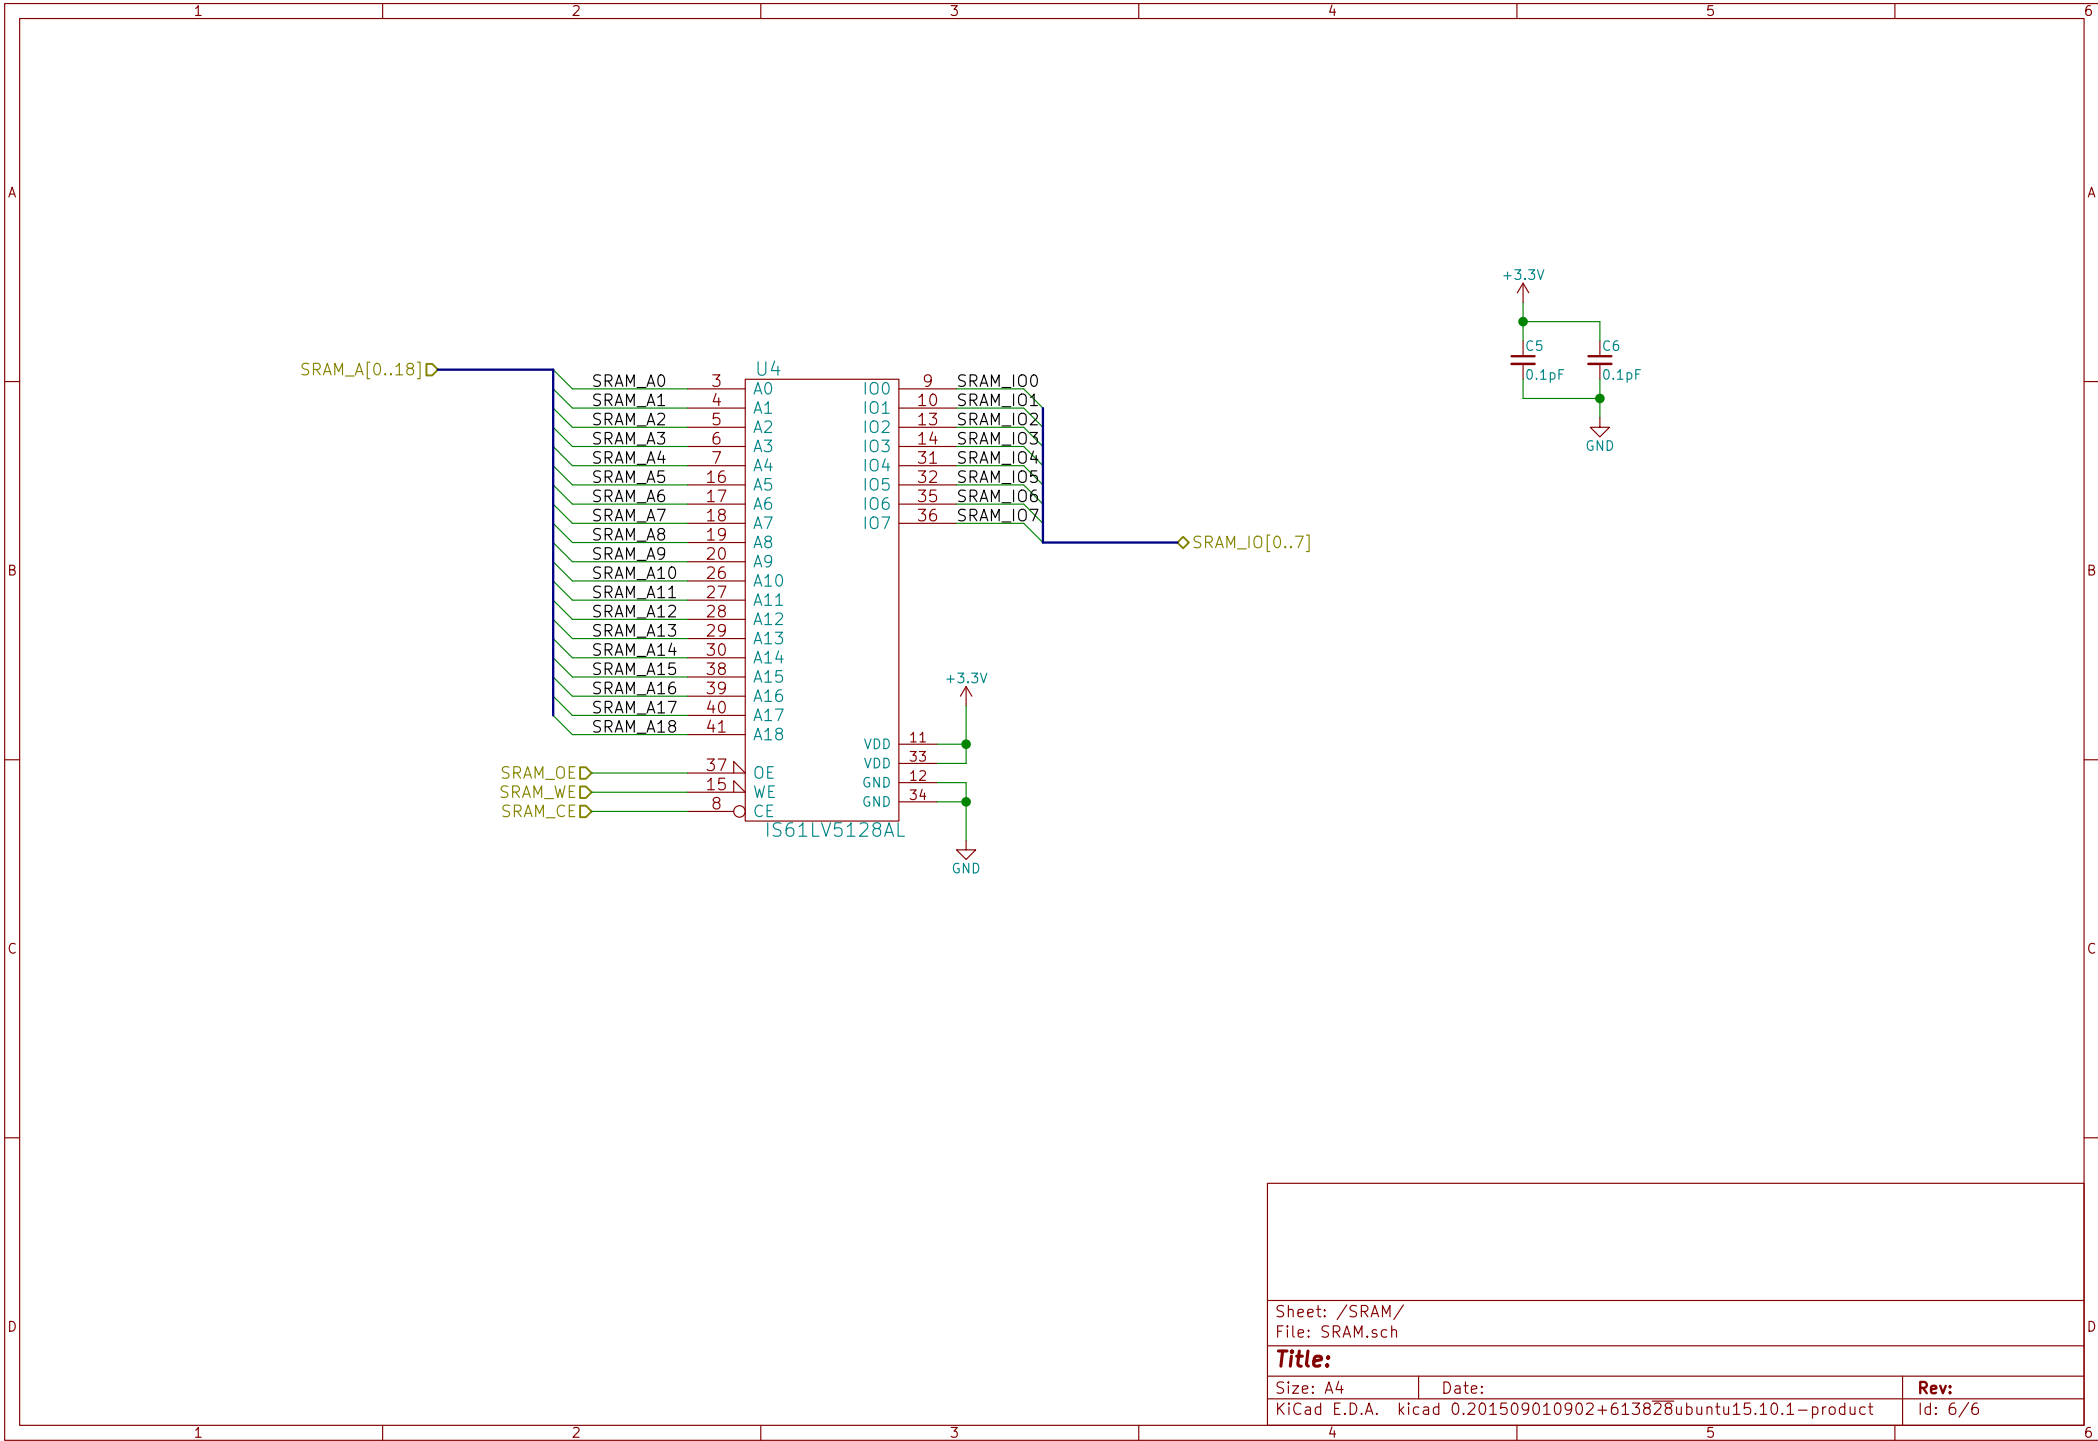 1 2 3 4 5 6
A A
+3.3V
C5 C6
0.1pF 0.1pF
GND
SRAM_A[0..18]
U4
SRAM_A0 3 A0 IO0 9 SRAM_IO0
SRAM_A1 4 A1 IO1 10 SRAM_IO1
SRAM_A2 5 A2 IO2 13 SRAM_IO2
SRAM_A3 6 A3 IO3 14 SRAM_IO3
SRAM_A4 7 A4 IO4 31 SRAM_IO4
SRAM_A5 16 A5 IO5 32 SRAM_IO5
SRAM_A6 17 A6 IO6 35 SRAM_IO6
SRAM_A7 18 A7 IO7 36 SRAM_IO7
SRAM_A8 19 A8 SRAM_IO[0..7]
SRAM_A9 20 A9
B B
SRAM_A10 26 A10
SRAM_A11 27 A11
SRAM_A12 28 A12
SRAM_A13 29 A13
SRAM_A14 30 A14
SRAM_A15 38 A15
SRAM_A16 39 A16
SRAM_A17 40 A17
SRAM_A18 41 A18
+3.3V
VDD 11
VDD 33
GND 12
GND 34
SRAM_OE 37 OE
SRAM_WE 15 WE
SRAM_CE 8 CE
IS61LV5128AL
GND
C C
Sheet: /SRAM/
File: SRAM.sch
D D
Title:
Size: A4 Date: Rev:
KiCad E.D.A. kicad 0.201509010902+613828ubuntu15.10.1-product Id: 6/6
1 2 3 4 5 6